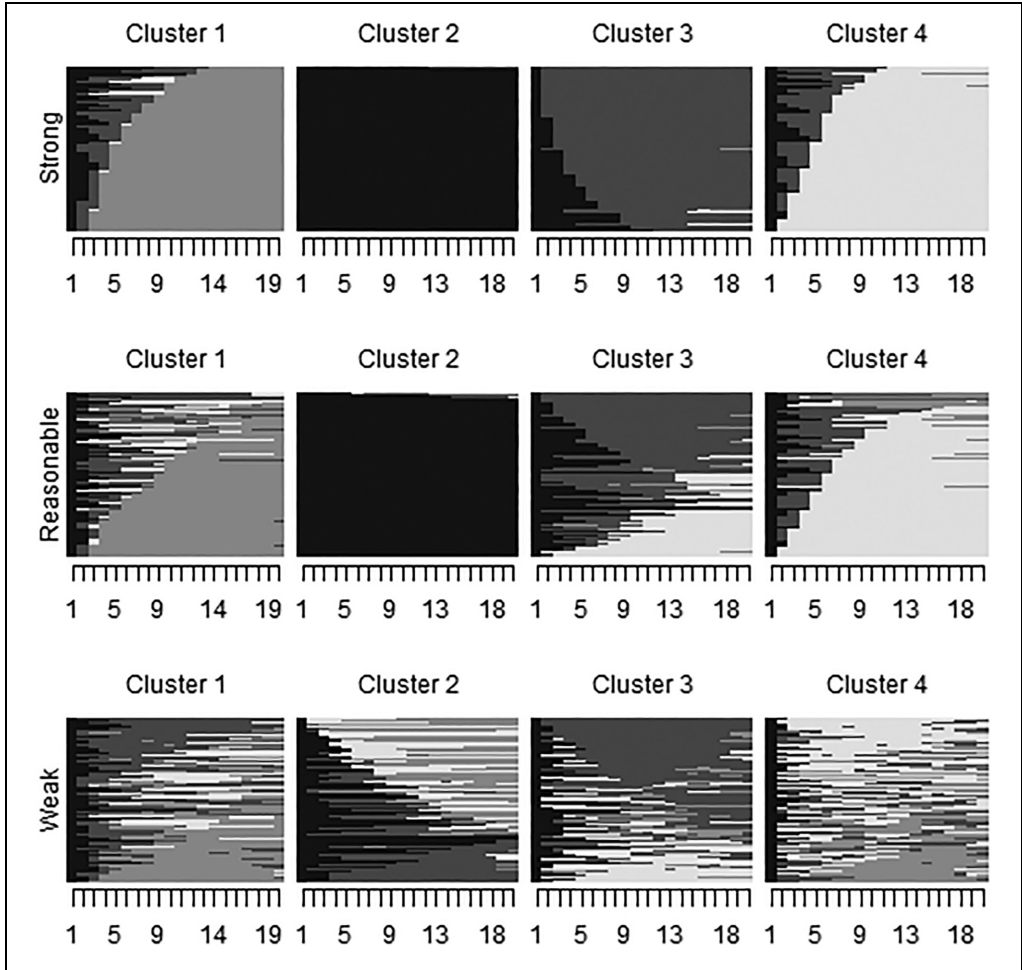 Cluster 1 Cluster 2 Cluster 3 Cluster 4
Strong
1 5 9 14 19 1 5 9 13 18 1 5 9 13 18 1 5 9 13 18
Cluster 1 Cluster 2 Cluster 3 Cluster 4
Reasonable
1 5 9 14 19 1 5 9 13 18 1 5 9 13 18 1 5 9 13 18
Cluster 1 Cluster 2 Cluster 3 Cluster 4
Weak
1 5 9 14 19 1 5 9 13 18 1 5 9 13 18 1 5 9 13 18